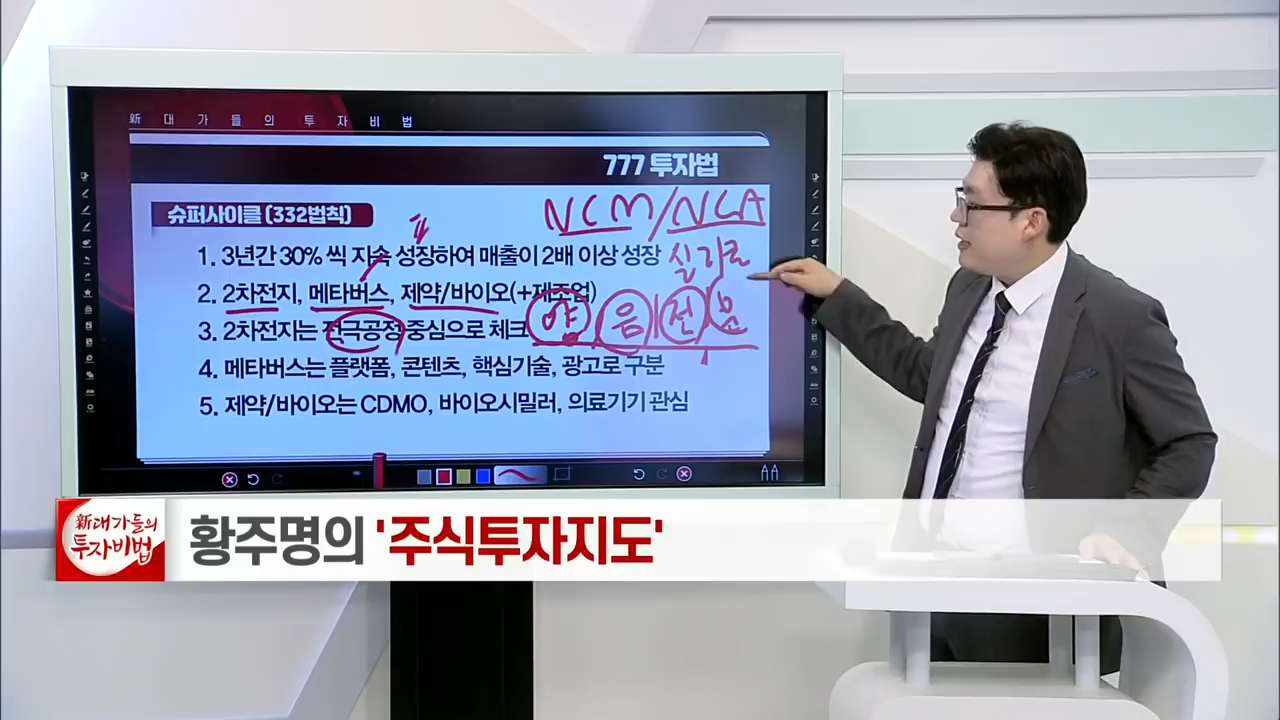 新 대 가 들 의 투 자 비 법
777 투자법
슈퍼사이클 (332법칙)
NCM/NCA
1. 3년간 30% 씩 지속 성장하여 매출이 2배 이상 성장
2. 2차전지, 메타버스, 제약/바이오(+제조업)
3. 2차전지는 전극공정 중심으로 체크
양 음 전 분
4. 메타버스는 플랫폼, 콘텐츠, 핵심기술, 광고로 구분
5. 제약/바이오는 CDMO, 바이오시밀러, 의료기기 관심
新대가들의
투자비법
황주명의 '주식투자지도'